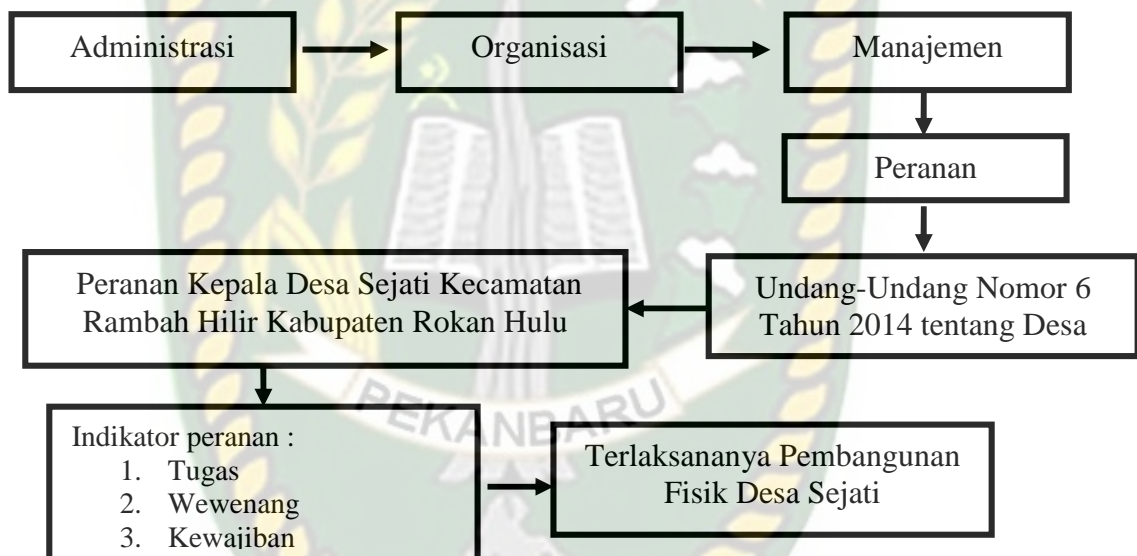 Administrasi
Organisasi
Manajemen
Peranan
Undang-Undang Nomor 6
Tahun 2014 tentang Desa
Peranan Kepala Desa Sejati Kecamatan
Rambah Hilir Kabupaten Rokan Hulu
Indikator peranan :
1. Tugas
2. Wewenang
3. Kewajiban
Terlaksananya Pembangunan
Fisik Desa Sejati
PEKANBARU